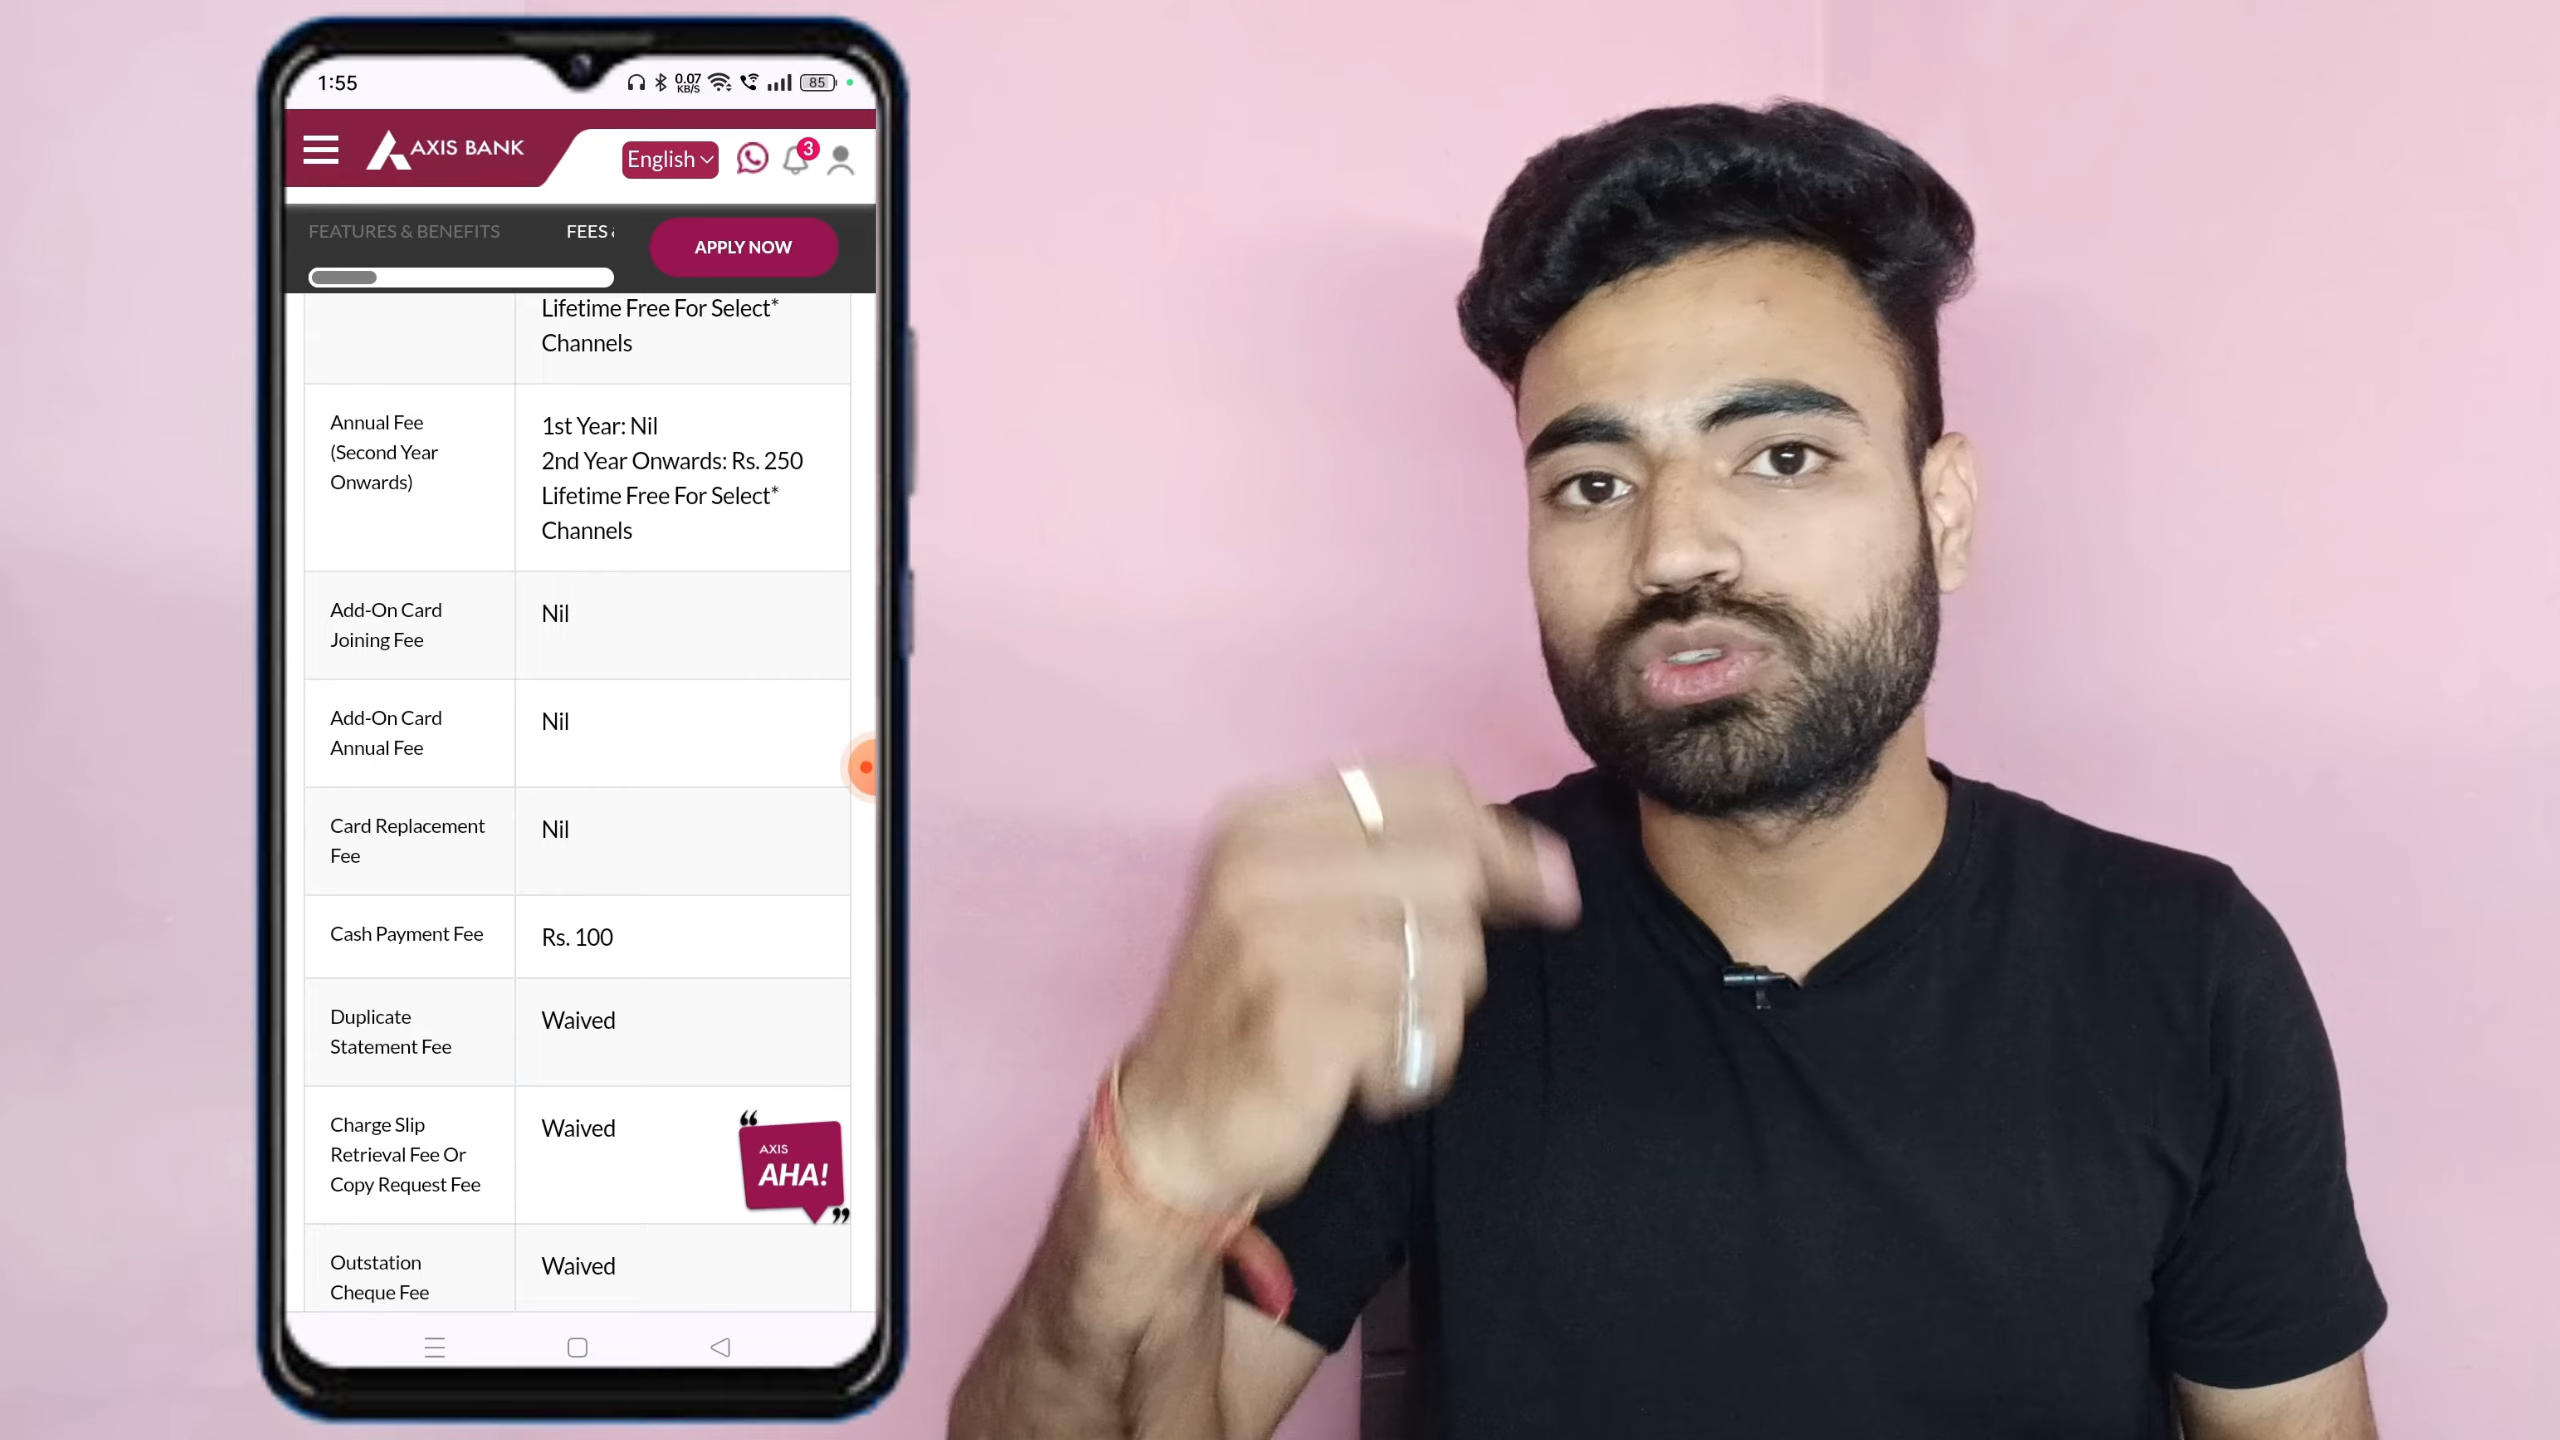 1:55
0.07
KB/S
85
AXIS BANK
English
3
FEATURES & BENEFITS
FEES
APPLY NOW
Lifetime Free For Select*
Channels
Annual Fee
(Second Year
Onwards)
1st Year: Nil
2nd Year Onwards: Rs. 250
Lifetime Free For Select*
Channels
Add-On Card
Joining Fee
Nil
Add-On Card
Annual Fee
Nil
Card Replacement
Fee
Nil
Cash Payment Fee
Rs. 100
Duplicate
Statement Fee
Waived
Charge Slip
Retrieval Fee Or
Copy Request Fee
Waived
“
AXIS
AHA!
”
Outstation
Cheque Fee
Waived